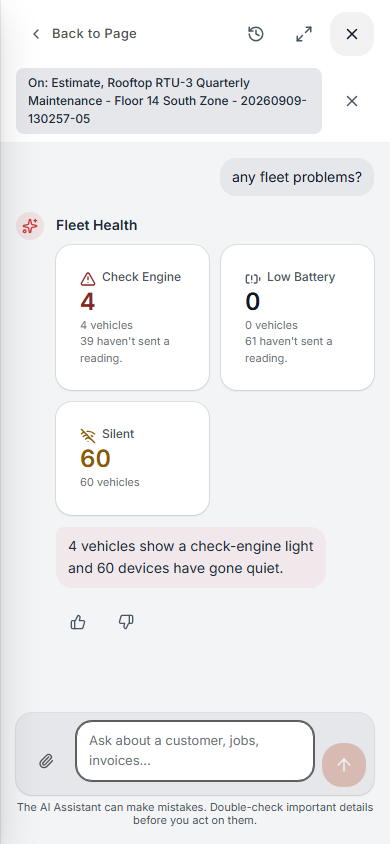 Back to Page
On: Estimate, Rooftop RTU-3 Quarterly
Maintenance - Floor 14 South Zone - 20260909-
130257-05
any fleet problems?
Fleet Health
Check Engine
4
4 vehicles
39 haven't sent a
reading.
Low Battery
0
0 vehicles
61 haven't sent a
reading.
Silent
60
60 vehicles
4 vehicles show a check-engine light
and 60 devices have gone quiet.
Ask about a customer, jobs,
invoices...
The AI Assistant can make mistakes. Double-check important details
before you act on them.